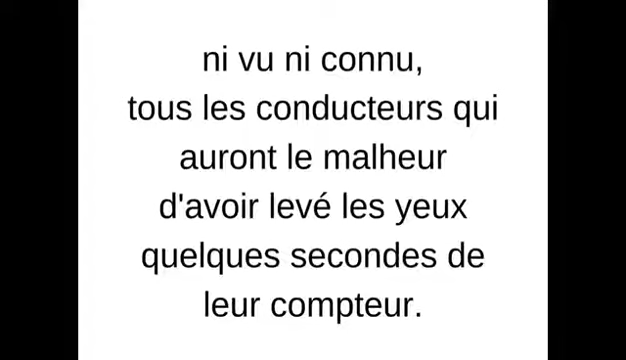 ni vu ni connu,
tous les conducteurs qui
auront le malheur
d'avoir levé les yeux
quelques secondes de
leur compteur.